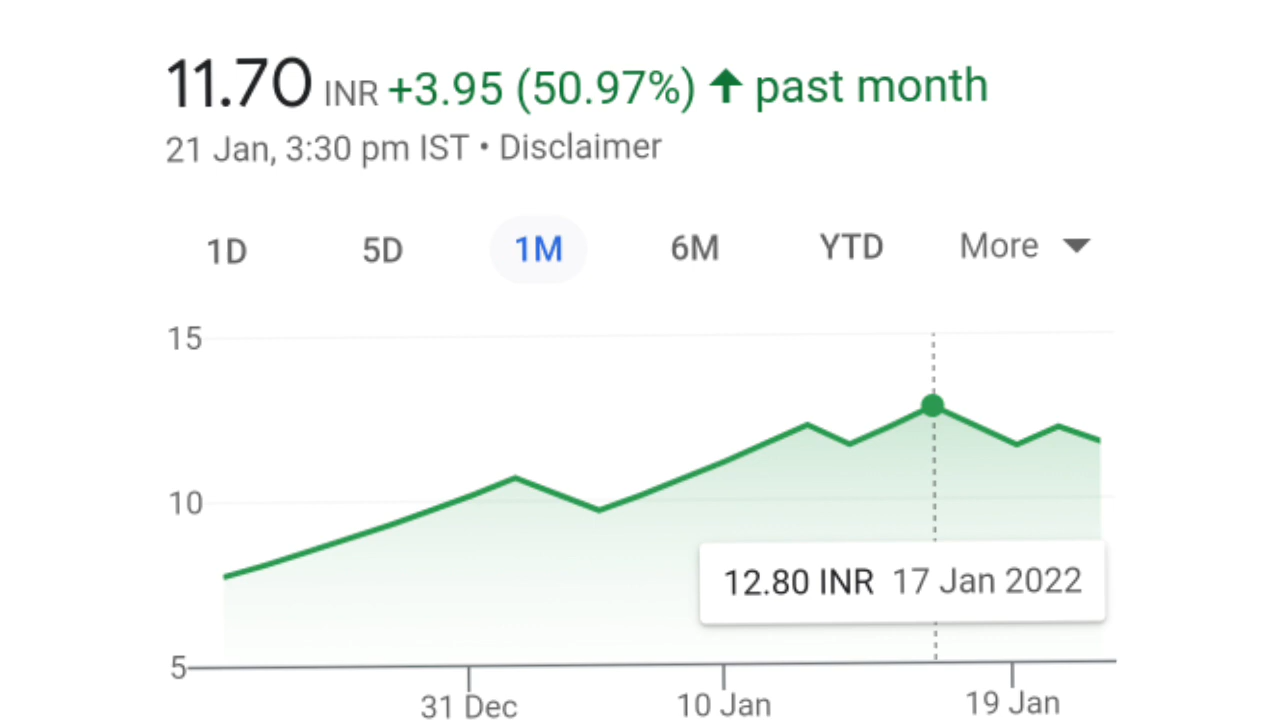 11.70 INR +3.95 (50.97%) ↑ past month
21 Jan, 3:30 pm IST • Disclaimer
1D 5D 1M 6M YTD More
15
10
12.80 INR 17 Jan 2022
5
31 Dec 10 Jan 19 Jan